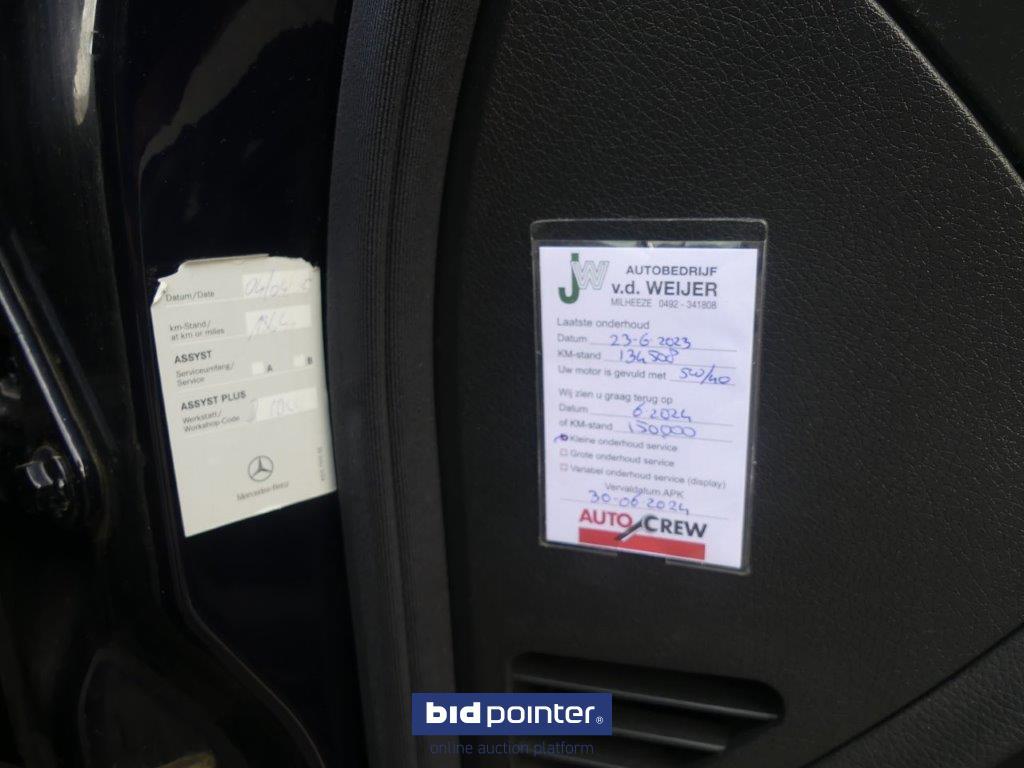 Datum/Date
km-Stand/
at km or miles
ASSYST
Serviceumfang/
Service
A
B
ASSYST PLUS
Werkstatt/
Workshop-Code
Mercedes-Benz
JW
AUTOBEDRIJF
v.d. WEIJER
MILHEEZE 0492 - 341808
Laatste onderhoud
Datum 23-6-2023
KM-stand 134500
Uw motor is gevuld met 5w/40
Wij zien u graag terug op
Datum 6 2024
of KM-stand 150,000
Kleine onderhoud service
Grote onderhoud service
Variabel onderhoud service (display)
Vervaldatum APK
30-06-2024
AUTO CREW
bidpointer®
online auction platform